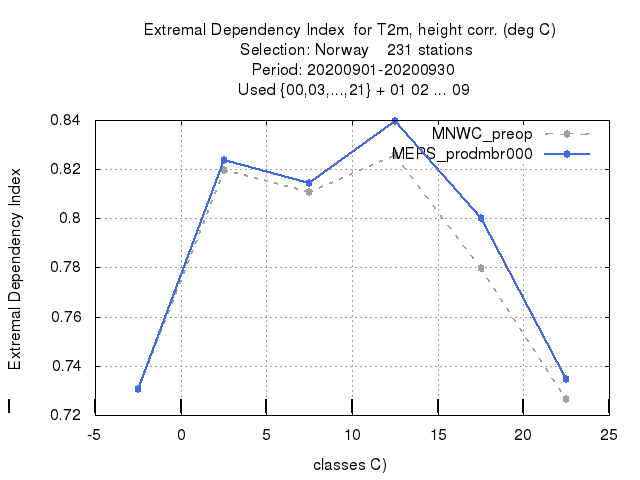 Extremal Dependency Index for T2m, height corr. (deg C)
Selection: Norway 231 stations
Period: 20200901-20200930
Used {00,03,...,21} + 01 02 ... 09
Extremal Dependency Index
0.84
0.82
0.8
0.78
0.76
0.74
0.72
MNWC_preop
MEPS_prodmbr000
-5 0 5 10 15 20 25
classes C)